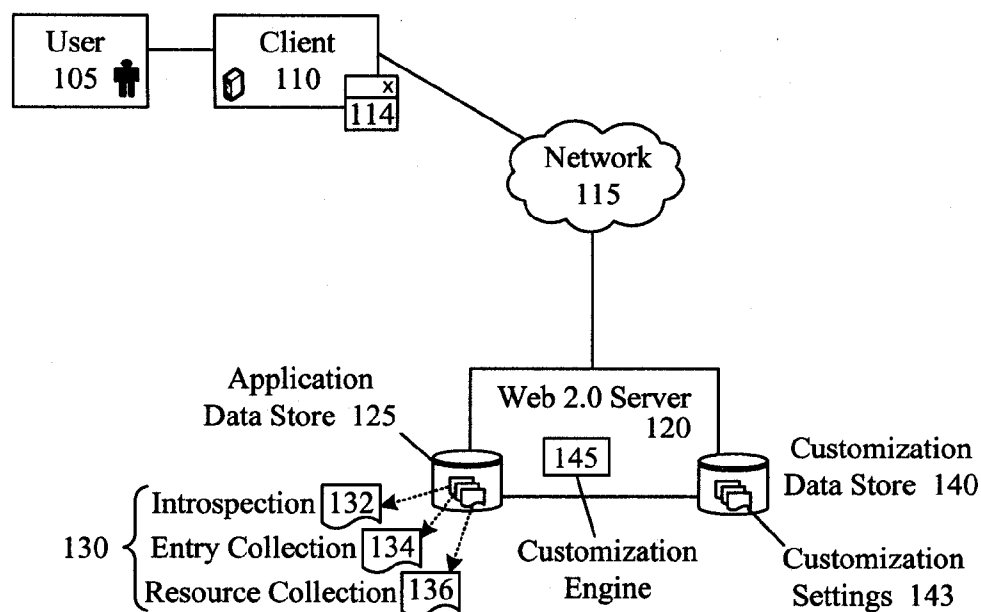 User
105
Client
110
x
114
Network
115
Application
Data Store 125
Web 2.0 Server
120
145
Customization
Data Store 140
130
Introspection 132
Entry Collection 134
Resource Collection 136
Customization
Engine
Customization
Settings 143